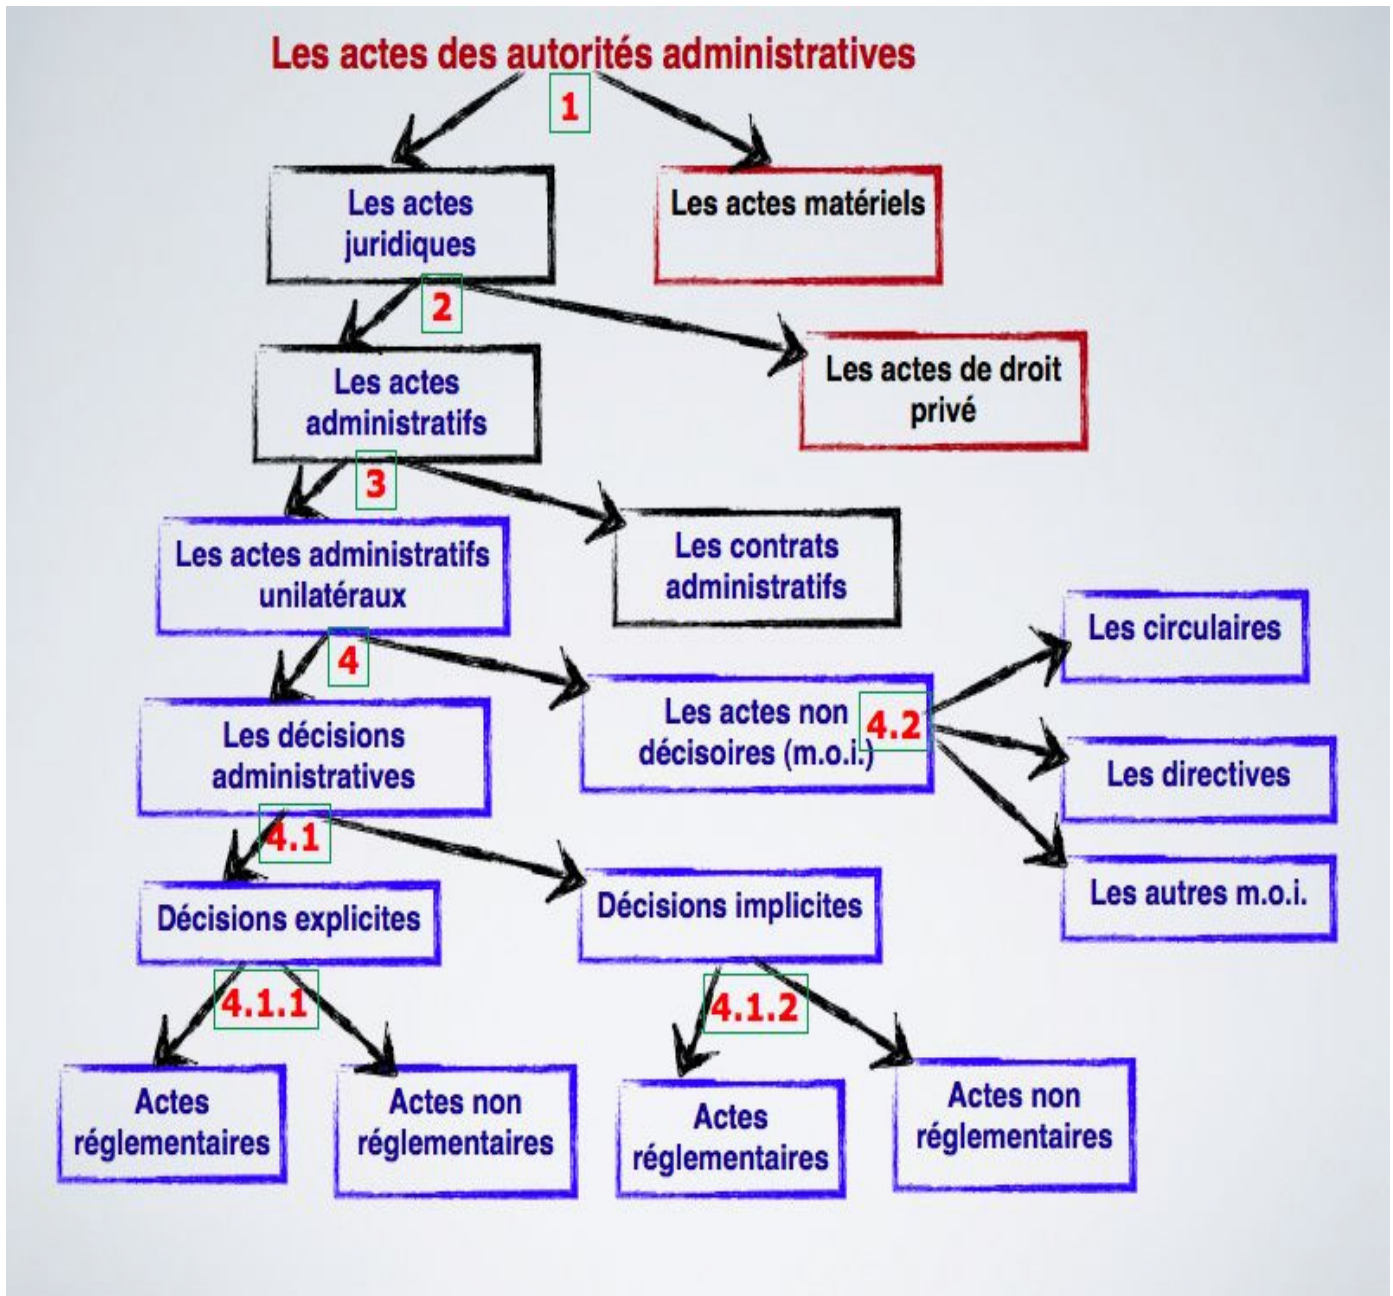 Les actes des autorités administratives
1
Les actes
juridiques
Les actes matériels
2
Les actes
administratifs
Les actes de droit
privé
3
Les actes administratifs
unilatéraux
Les contrats
administratifs
Les circulaires
4
Les décisions
administratives
Les actes non
décisoires (m.o.i.)
4.2
Les directives
4.1
Les autres m.o.i.
Décisions explicites
Décisions implicites
4.1.1
4.1.2
Actes
réglementaires
Actes non
réglementaires
Actes
réglementaires
Actes non
réglementaires